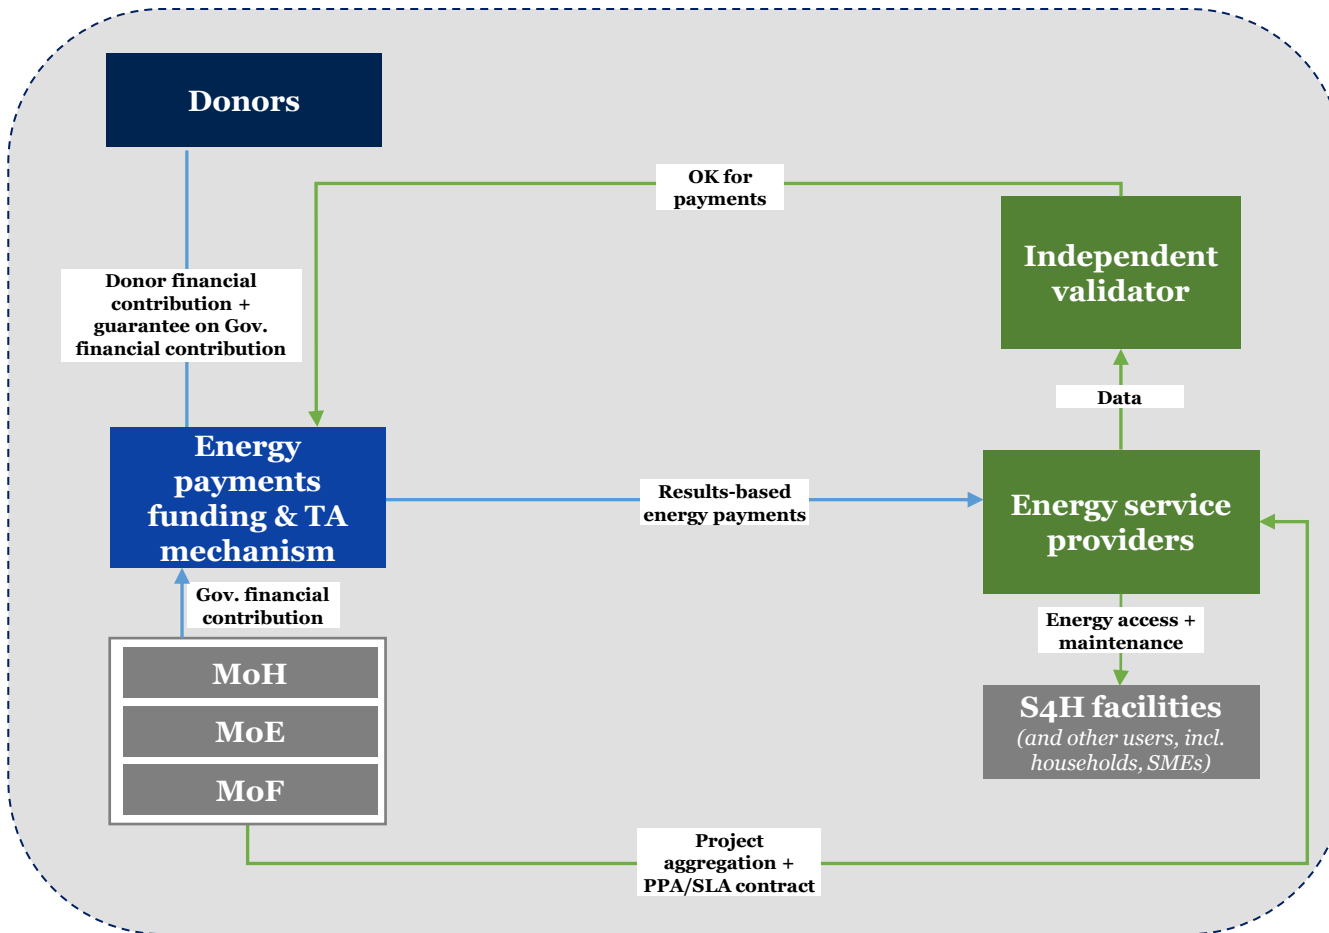 Donors
OK for
payments
Independent
validator
Donor financial
contribution +
guarantee on Gov.
financial contribution
Data
Energy
payments
funding & TA
mechanism
Results-based
energy payments
Energy service
providers
Gov. financial
contribution
Energy access +
maintenance
MoH
MoE
MoF
S4H facilities
(and other users, incl.
households, SMEs)
Project
aggregation +
PPA/SLA contract